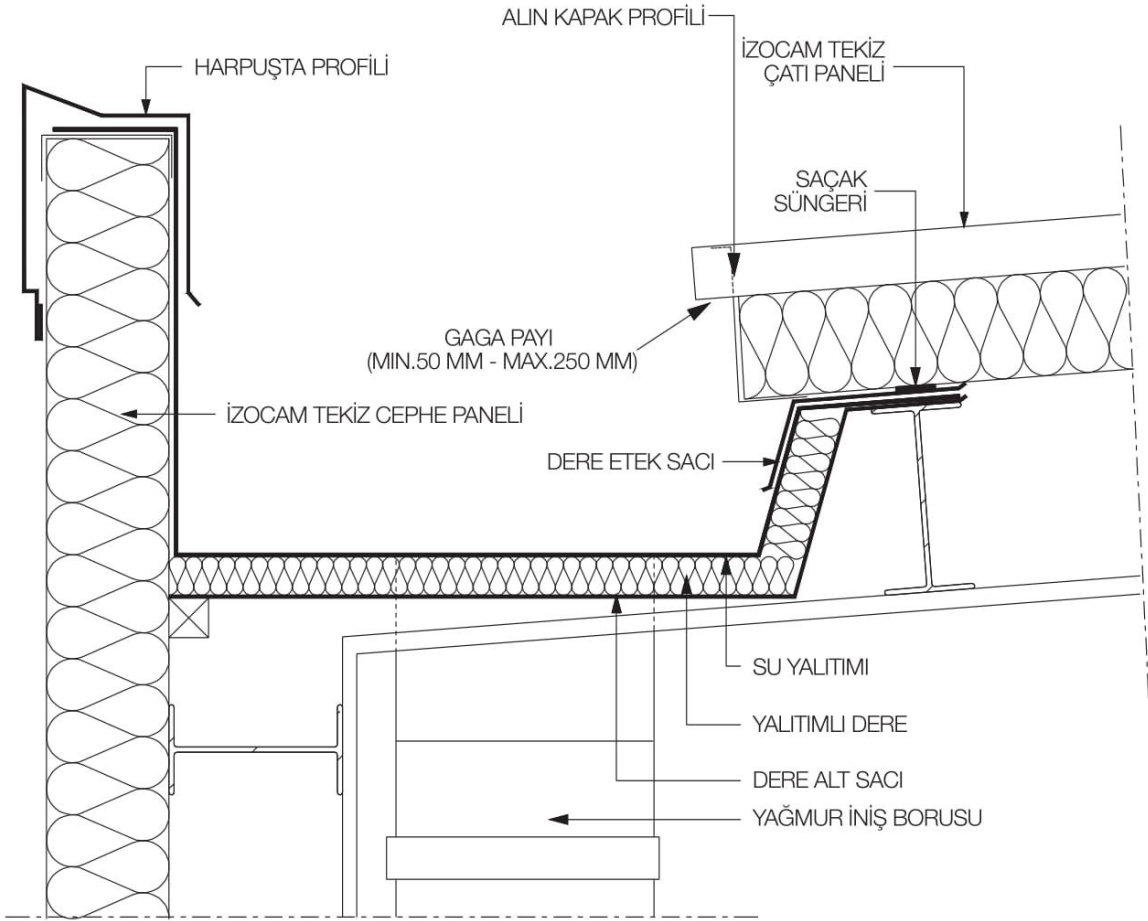 ALIN KAPAK PROFİLİ
HARPUŞTA PROFİLİ
İZOCAM TEKİZ
ÇATI PANELİ
SAÇAK
SÜNGERİ
GAGA PAYI
(MIN.50 MM - MAX.250 MM)
İZOCAM TEKİZ CEPHE PANELİ
DERE ETEK SACI
SU YALITIMI
YALITIMLI DERE
DERE ALT SACI
YAĞMUR İNİŞ BORUSU